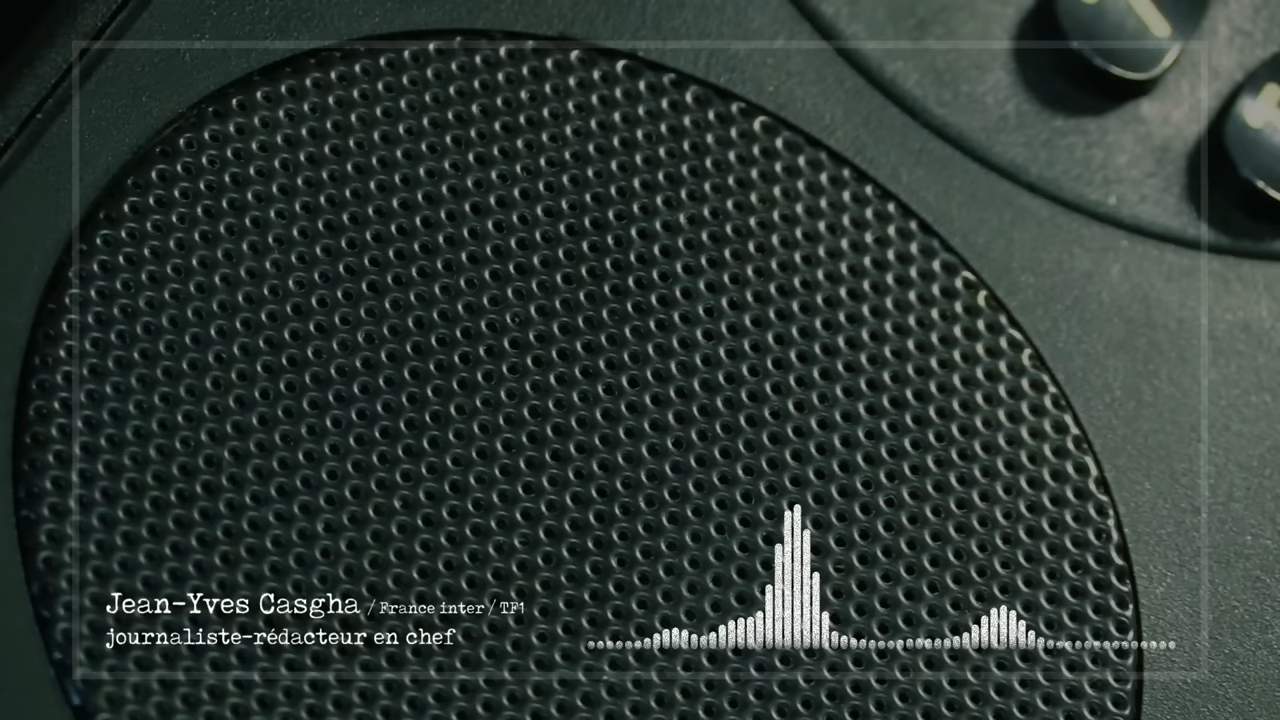 Jean-Yves Casgha / France inter / TF1
journaliste-rédacteur en chef